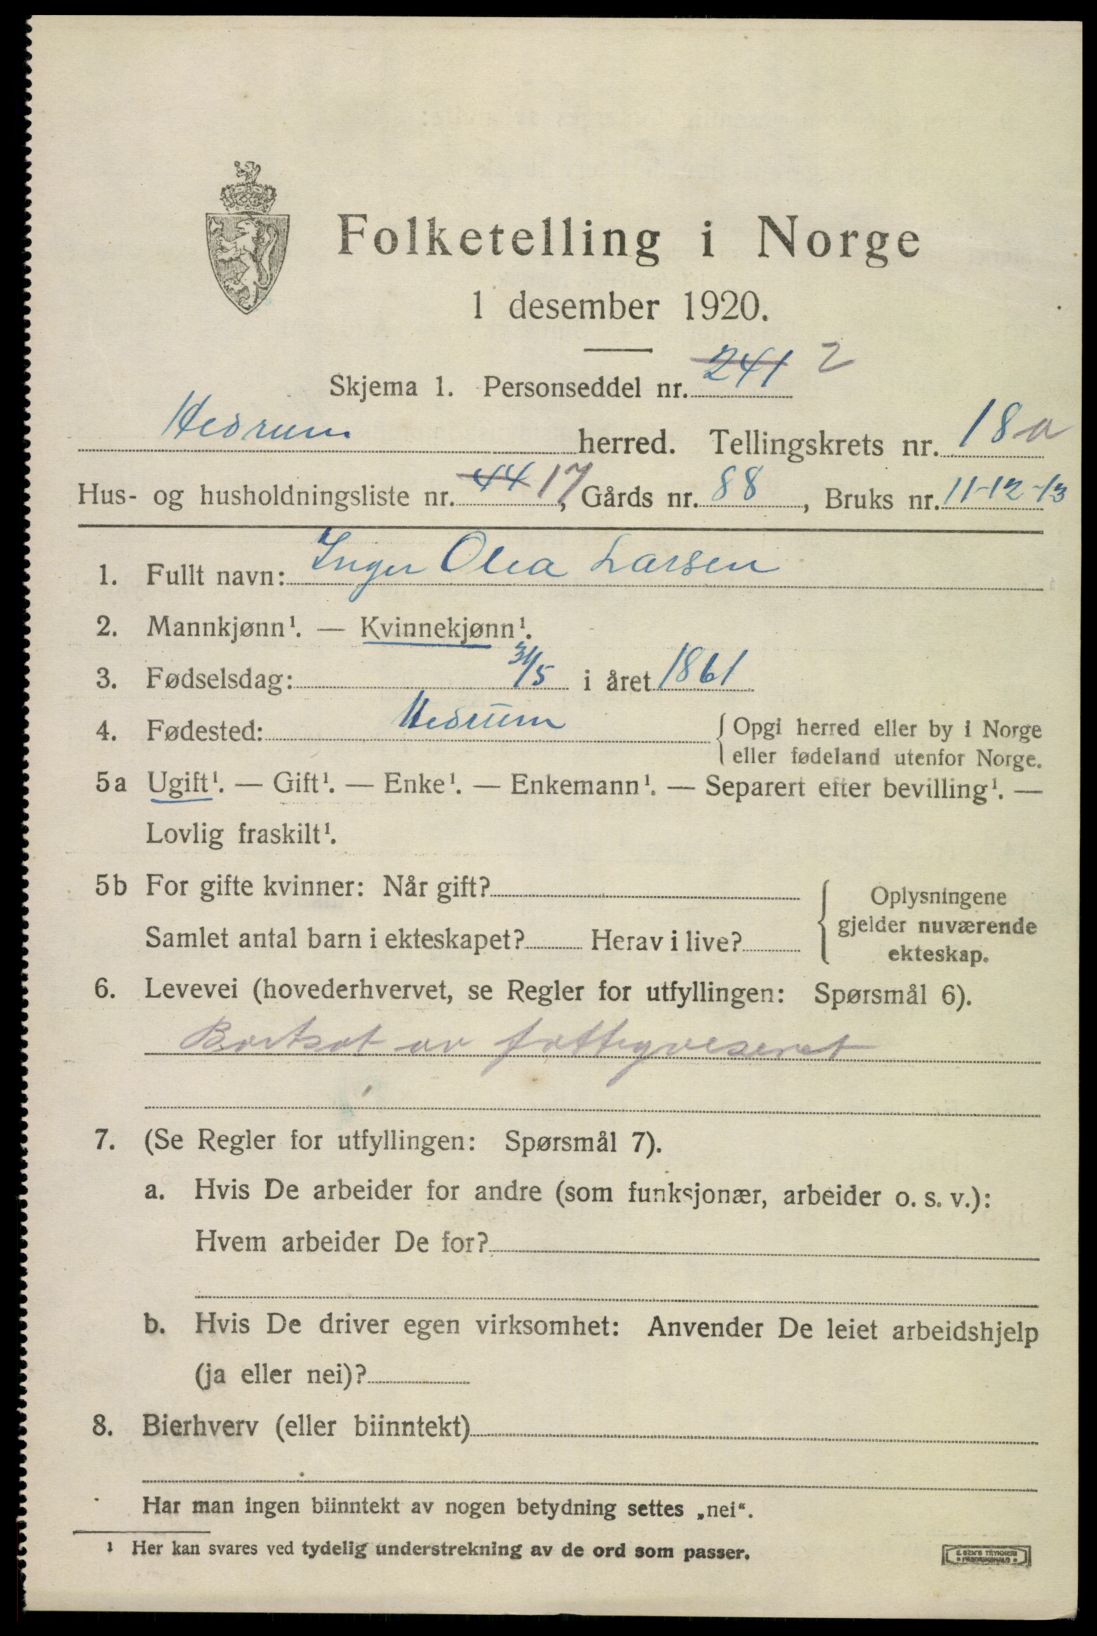 Folketelling i Norge
1 desember 1920.
Skjema 1. Personseddel nr. 241 2
Hedrum herred. Tellingskrets nr. 18a
Hus- og husholdningsliste nr. 44 17, Gårds nr. 88, Bruks nr. 11-12-13
1. Fullt navn: Inger Olea Larsen
2. Mannkjønn¹. — Kvinnekjønn¹.
3. Fødselsdag: 31/5 i året 1861
4. Fødested: Hedrum { Opgi herred eller by i Norge
eller fødeland utenfor Norge.
5a Ugift¹. — Gift¹. — Enke¹. — Enkemann¹. — Separert efter bevilling¹. —
Lovlig fraskilt¹.
5b For gifte kvinner: Når gift?
Samlet antal barn i ekteskapet? Herav i live?
Oplysningene
gjelder nuværende
ekteskap.
6. Levevei (hovederhvervet, se Regler for utfyllingen: Spørsmål 6).
Bortsat av fattigvesenet
7. (Se Regler for utfyllingen: Spørsmål 7).
a. Hvis De arbeider for andre (som funksjonær, arbeider o. s. v.):
Hvem arbeider De for?
b. Hvis De driver egen virksomhet: Anvender De leiet arbeidshjelp
(ja eller nei)?
8. Bierhverv (eller biinntekt)
Har man ingen biinntekt av nogen betydning settes „nei“.
¹ Her kan svares ved tydelig understrekning av de ord som passer.